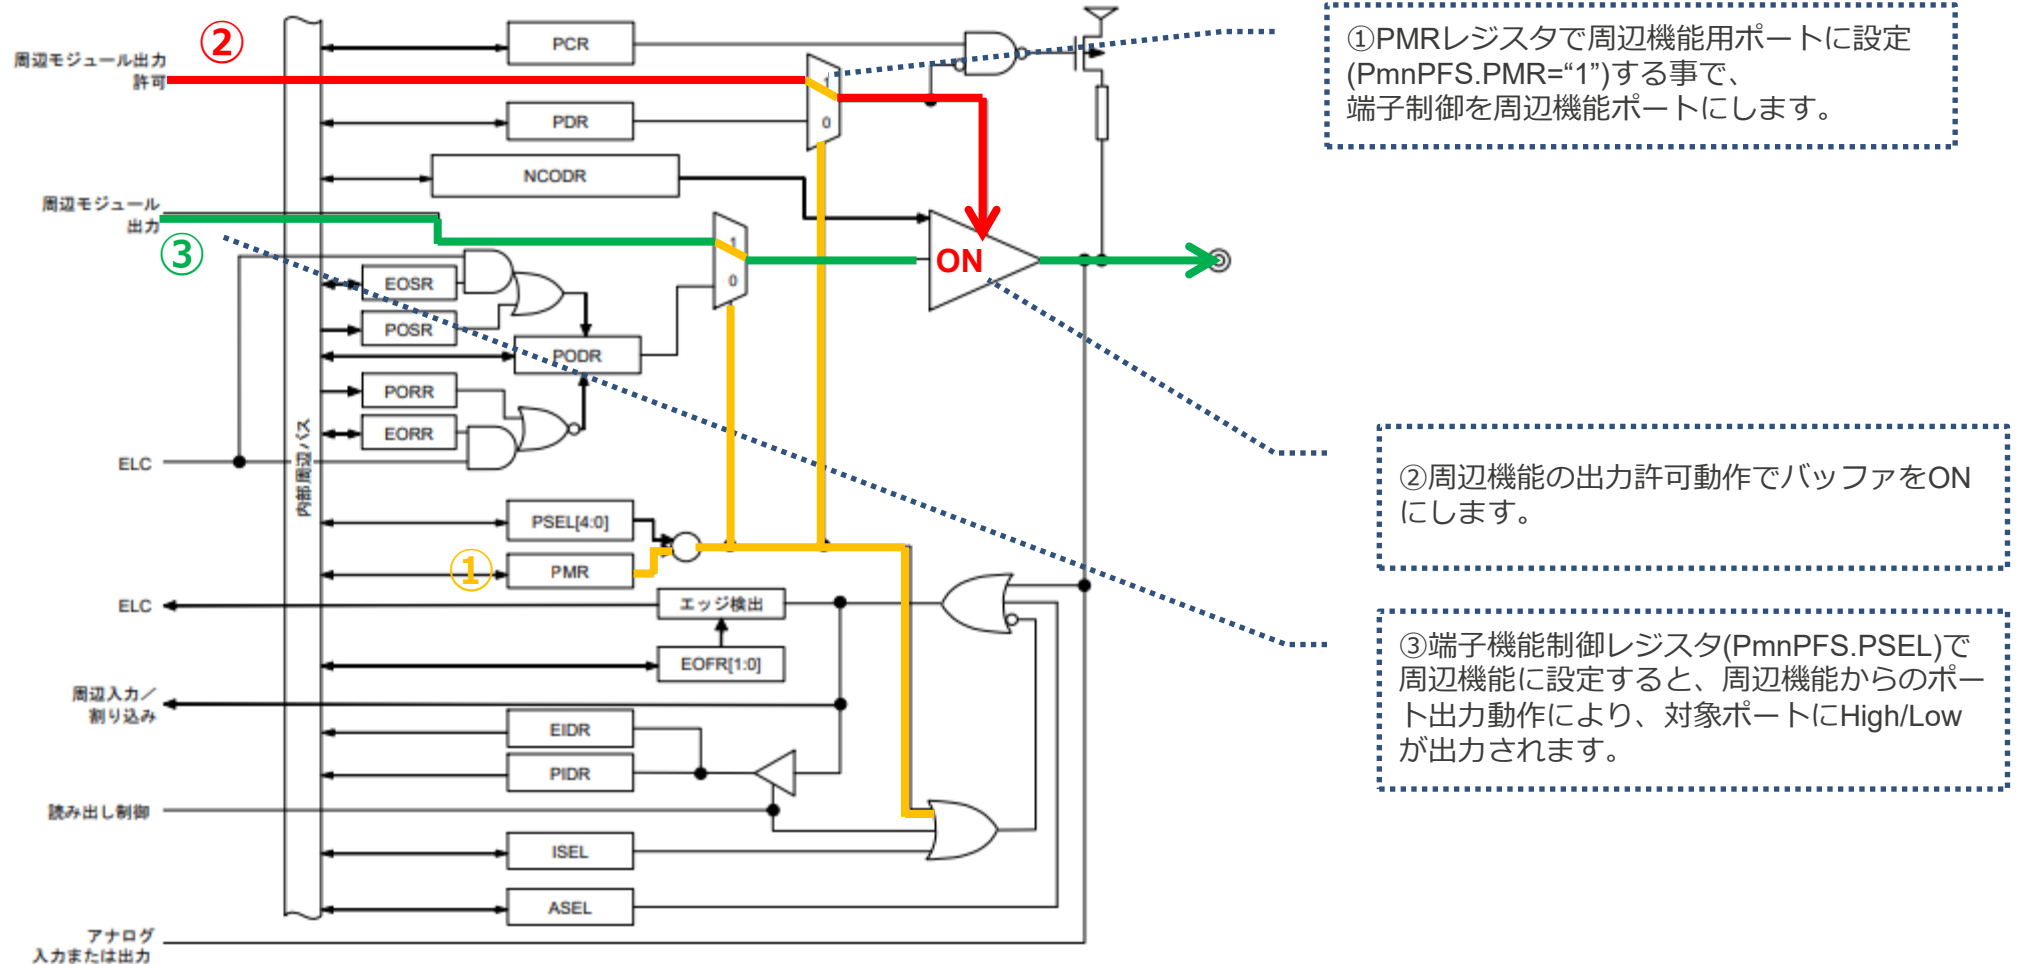 ②
周辺モジュール出力
許可
PCR
1
PDR
0
NCODR
周辺モジュール
出力
③
1
0
ON
EOSR
POSR
PODR
PORR
EORR
ELC
内部周辺バス
PSEL[4:0]
①
PMR
ELC
エッジ検出
EOFR[1:0]
周辺入力／
割り込み
EIDR
PIDR
読み出し制御
ISEL
ASEL
アナログ
入力または出力
①PMRレジスタで周辺機能用ポートに設定
(PmnPFS.PMR=“1”)する事で、
端子制御を周辺機能ポートにします。
②周辺機能の出力許可動作でバッファをON
にします。
③端子機能制御レジスタ(PmnPFS.PSEL)で
周辺機能に設定すると、周辺機能からのポー
ト出力動作により、対象ポートにHigh/Low
が出力されます。